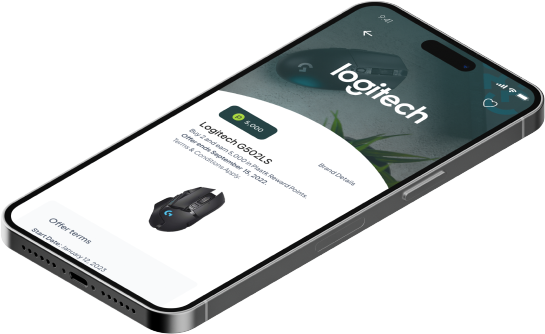 9:41
logitech
5,000
Logitech G502LS
Brand Details
Buy 2 and earn 5,000 in Plastk Reward Points
Offer ends September 15, 2022.
Terms & Conditions Apply.
Offer terms
Start Date: January 12, 2023